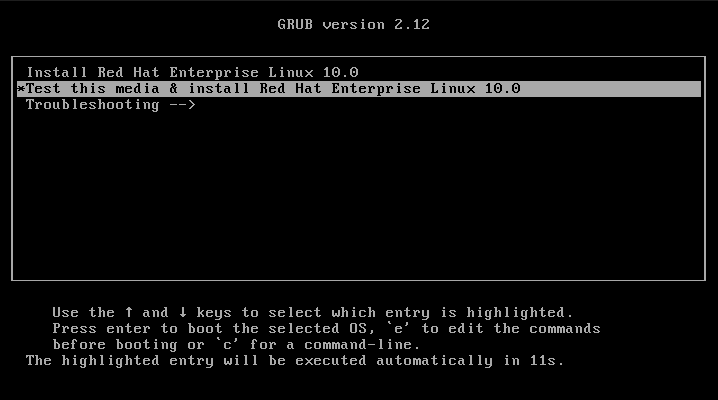 GRUB version 2.12
Install Red Hat Enterprise Linux 10.0
*Test this media & install Red Hat Enterprise Linux 10.0
Troubleshooting -->
Use the ↑ and ↓ keys to select which entry is highlighted.
Press enter to boot the selected OS, `e' to edit the commands
before booting or `c' for a command-line.
The highlighted entry will be executed automatically in 11s.